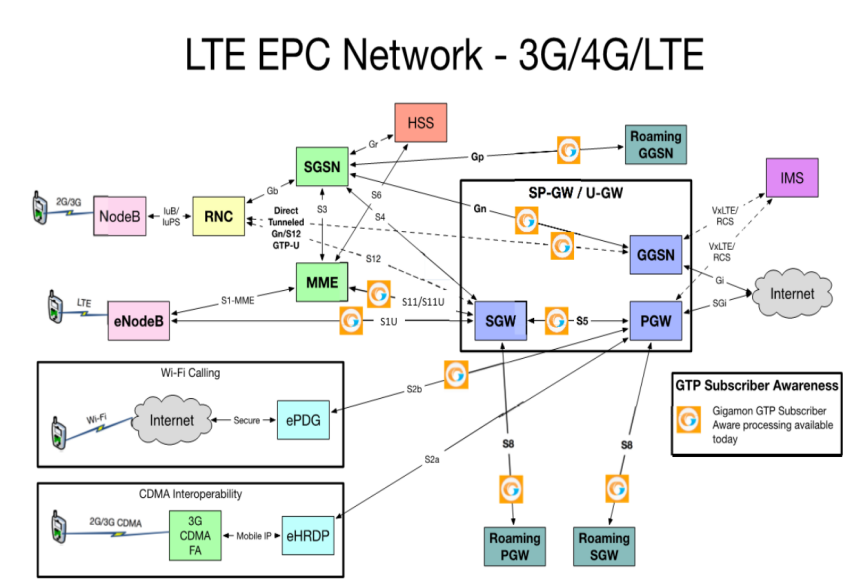 LTE EPC Network - 3G/4G/LTE
HSS
Roaming
GGSN
Gr
Gp
SGSN
SP-GW / U-GW
IMS
Gb
S6
2G/3G
NodeB
IuB/
IuPS
RNC
Direct
Tunneled
Gn/S12
GTP-U
S3
S4
Gn
VxLTE/
RCS
VxLTE/
RCS
GGSN
S12
MME
Gi
Internet
SGi
S1-MME
S11/S11U
LTE
eNodeB
S1U
SGW
S5
PGW
Wi-Fi Calling
S2b
GTP Subscriber Awareness
Gigamon GTP Subscriber
Aware processing available
today
Wi-Fi
Internet
Secure
ePDG
S8
S8
S2a
CDMA Interoperability
2G/3G CDMA
3G
CDMA
FA
Mobile IP
eHRDP
Roaming
PGW
Roaming
SGW